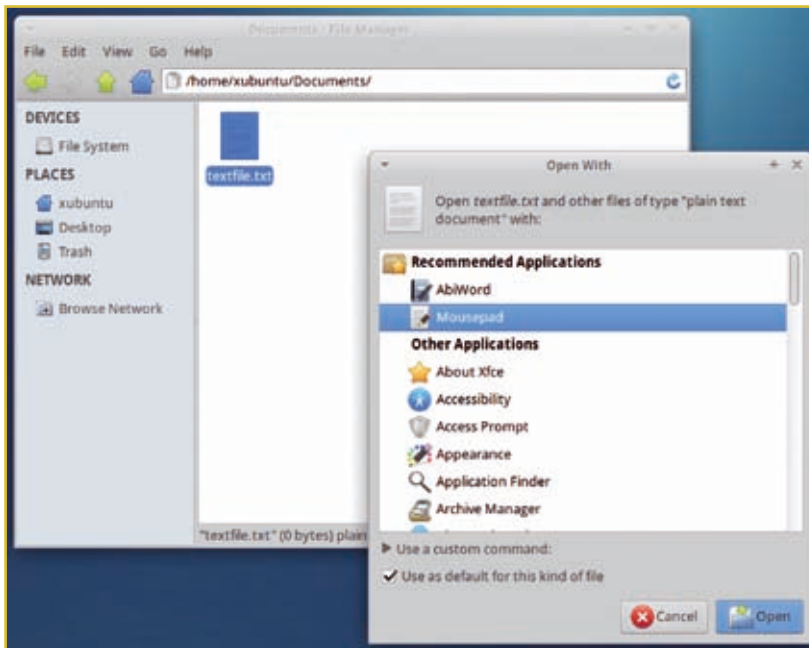 Documents - File Manager
File Edit View Go Help
/home/xubuntu/Documents/
DEVICES
File System
PLACES
xubuntu
Desktop
Trash
NETWORK
Browse Network
textfile.txt
"textfile.txt" (0 bytes) plain
Open With
Open textfile.txt and other files of type "plain text
document" with:
Recommended Applications
AbiWord
Mousepad
Other Applications
About Xfce
Accessibility
Access Prompt
Appearance
Application Finder
Archive Manager
Use a custom command:
Use as default for this kind of file
Cancel Open